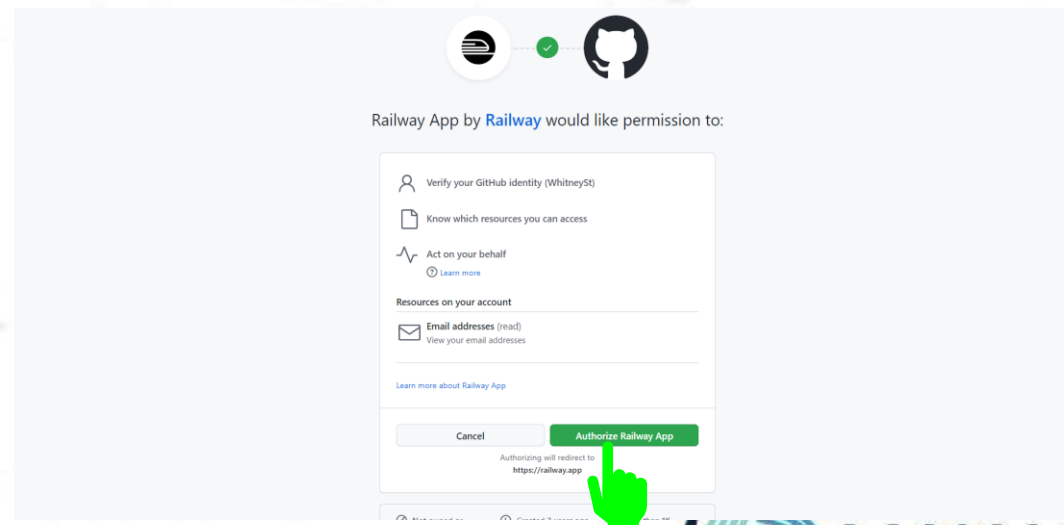 Railway App by Railway would like permission to:
Verify your GitHub identity (WhitneySt)
Know which resources you can access
Act on your behalf
Learn more
Resources on your account
Email addresses (read)
View your email addresses
Learn more about Railway App
Cancel
Authorize Railway App
Authorizing will redirect to
https://railway.app